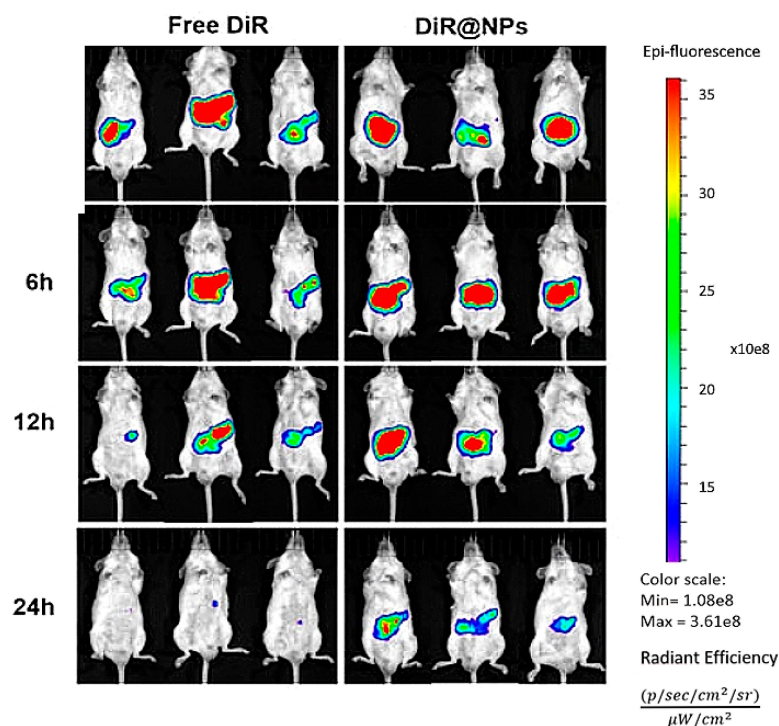 Free DiR
DiR@NPs
6h
12h
24h
Epi-fluorescence
35
30
25
x10e8
20
15
Color scale:
Min= 1.08e8
Max = 3.61e8
Radiant Efficiency
(p/sec/cm²/sr)
μW/cm²